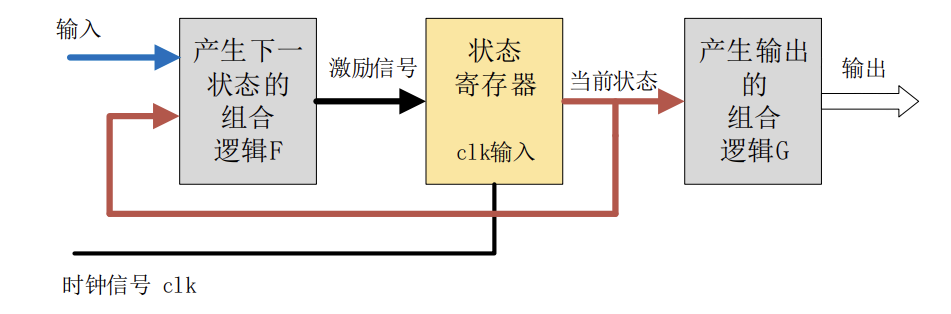 输入
产生下一
状态的
组合
逻辑F
激励信号
状态
寄存器
clk输入
当前状态
产生输出
的
组合
逻辑G
输出
时钟信号 clk